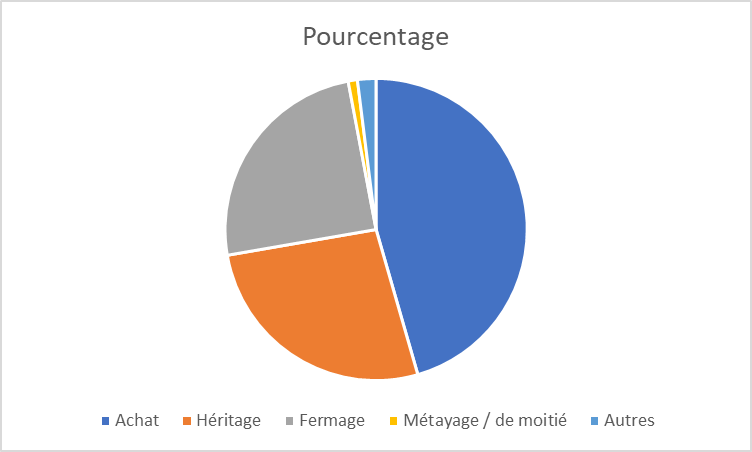 Pourcentage
Achat Héritage Fermage Métayage / de moitié Autres